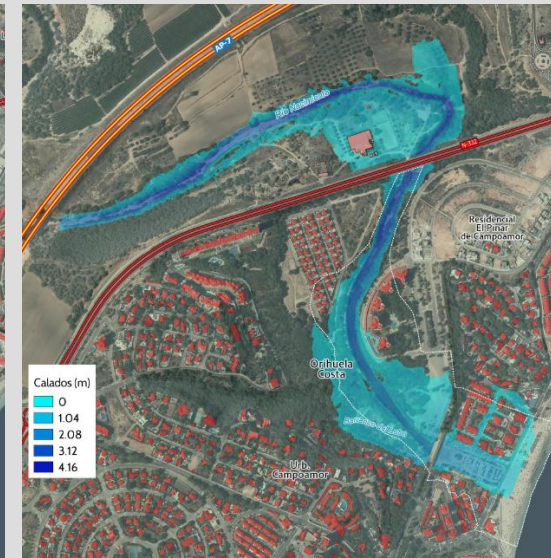 AP-7
Río Nacimiento
N-332
Residencial
El Pinar
de Campoamor
Orihuela
Costa
Urb.
Campoamor
Calados (m)
0
1.04
2.08
3.12
4.16